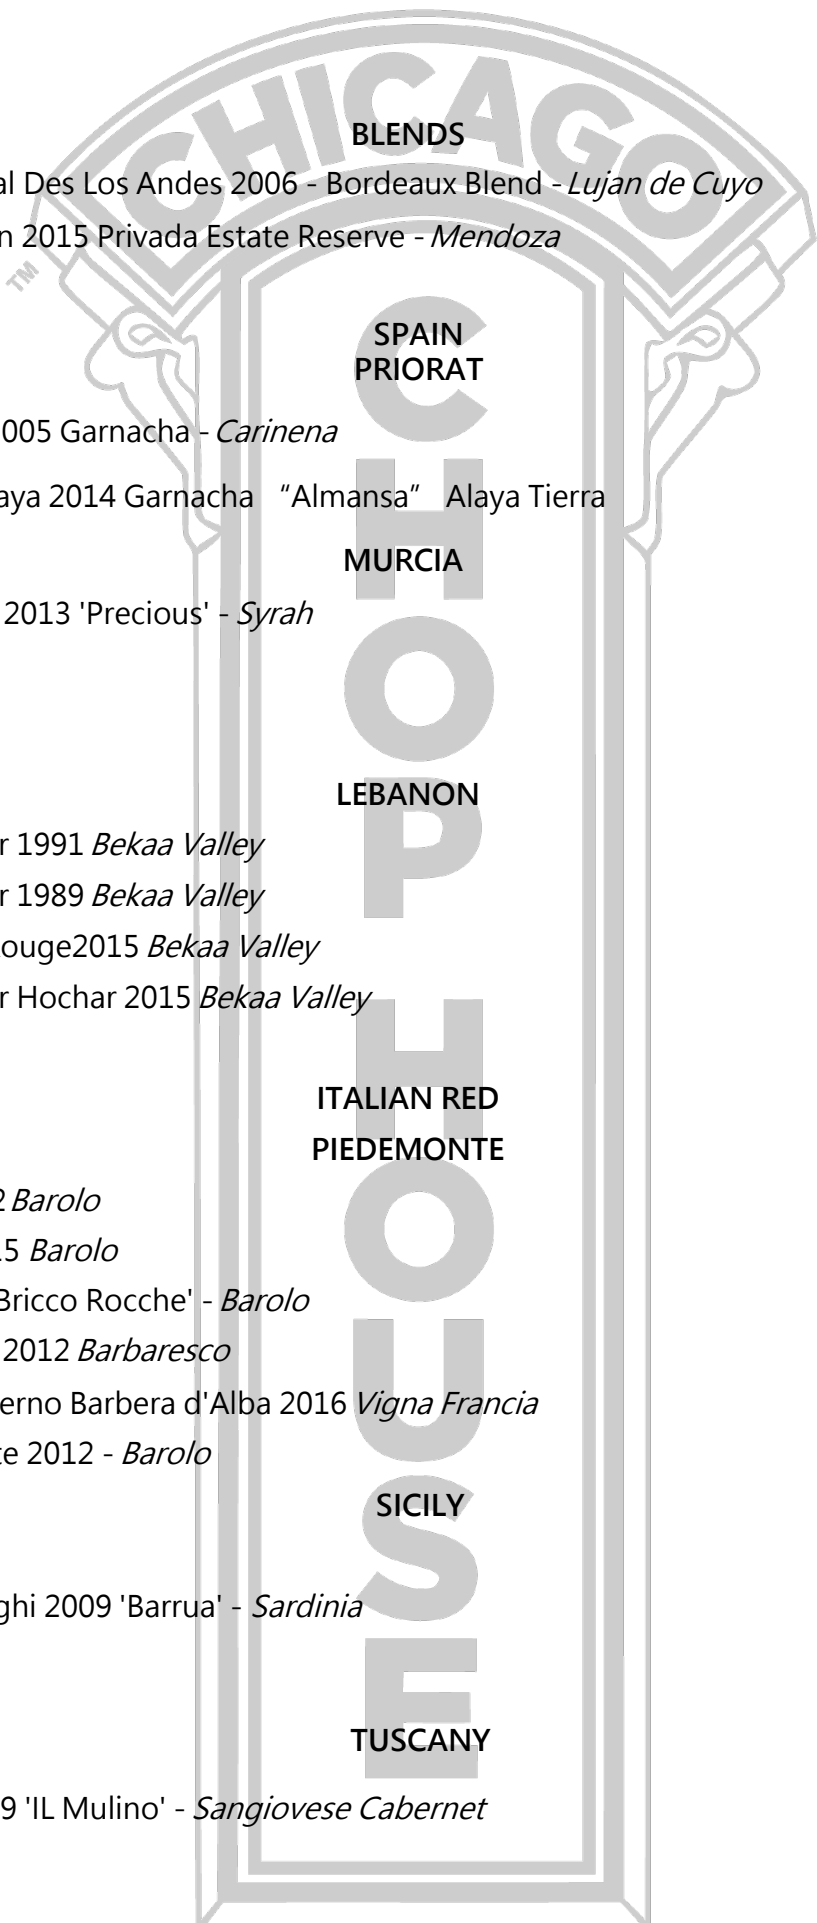 CHICAGO
CHOP HOUSE
TM
BLENDS
al Des Los Andes 2006 - Bordeaux Blend - Lujan de Cuyo
n 2015 Privada Estate Reserve - Mendoza
SPAIN
PRIORAT
005 Garnacha - Carinena
aya 2014 Garnacha “Almansa” Alaya Tierra
MURCIA
2013 'Precious' - Syrah
LEBANON
r 1991 Bekaa Valley
r 1989 Bekaa Valley
ouge2015 Bekaa Valley
r Hochar 2015 Bekaa Valley
ITALIAN RED
PIEDEMONTE
2 Barolo
15 Barolo
Bricco Rocche' - Barolo
2012 Barbaresco
erno Barbera d'Alba 2016 Vigna Francia
te 2012 - Barolo
SICILY
ghi 2009 'Barrua' - Sardinia
TUSCANY
9 'IL Mulino' - Sangiovese Cabernet